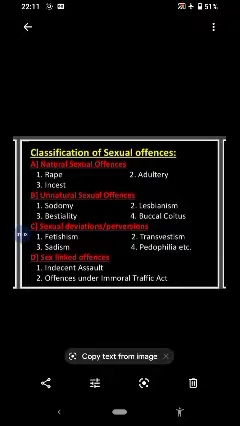 22:11
51%
Classification of Sexual offences:
A] Natural Sexual Offences
1. Rape 2. Adultery
3. Incest
B] Unnatural Sexual Offences
1. Sodomy 2. Lesbianism
3. Bestiality 4. Buccal Coitus
C] Sexual deviations/perversions
1. Fetishism 2. Transvestism
3. Sadism 4. Pedophilia etc.
D] Sex linked offences
1. Indecent Assault
2. Offences under Immoral Traffic Act
Copy text from image